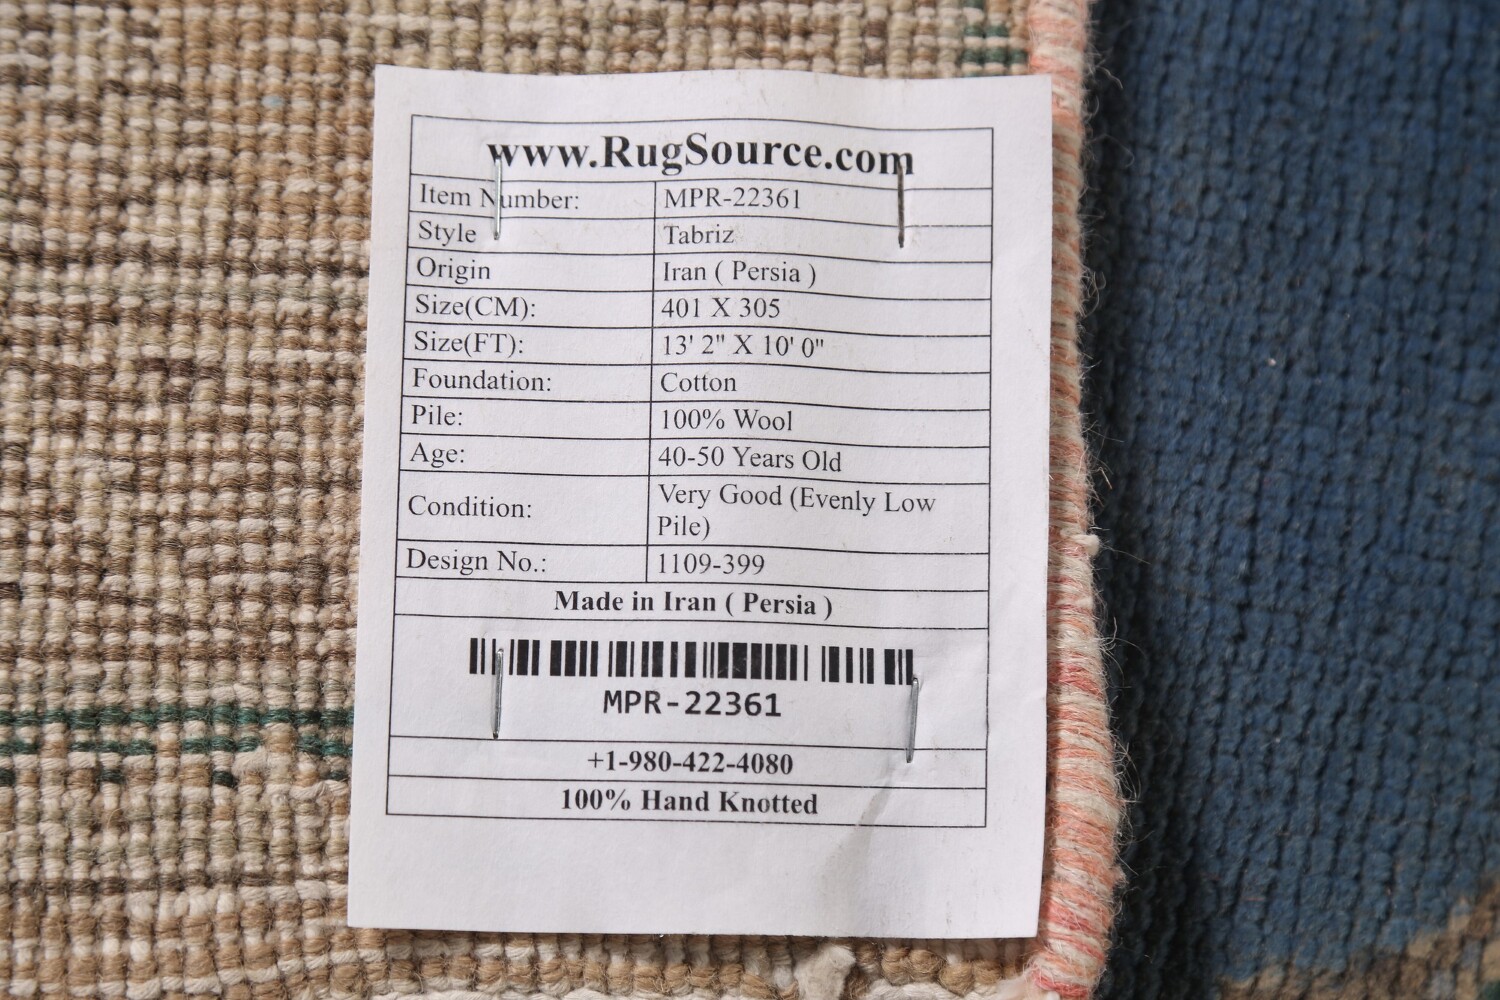 www.RugSource.com
Item Number: MPR-22361
Style Tabriz
Origin Iran ( Persia )
Size(CM): 401 X 305
Size(FT): 13' 2" X 10' 0"
Foundation: Cotton
Pile: 100% Wool
Age: 40-50 Years Old
Condition: Very Good (Evenly Low
Pile)
Design No.: 1109-399
Made in Iran ( Persia )
MPR-22361
+1-980-422-4080
100% Hand Knotted